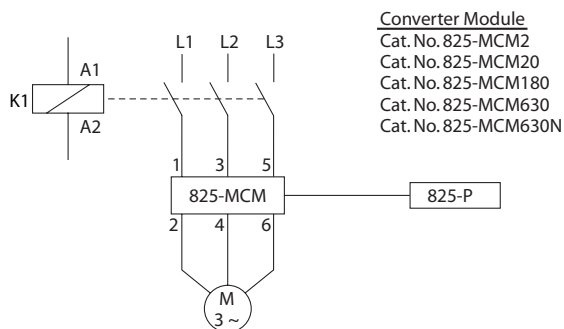 Converter Module
Cat. No. 825-MCM2
Cat. No. 825-MCM20
Cat. No. 825-MCM180
Cat. No. 825-MCM630
Cat. No. 825-MCM630N
L1 L2 L3
A1
K1
A2
1 3 5
825-MCM
825-P
2 4 6
M
3 ~